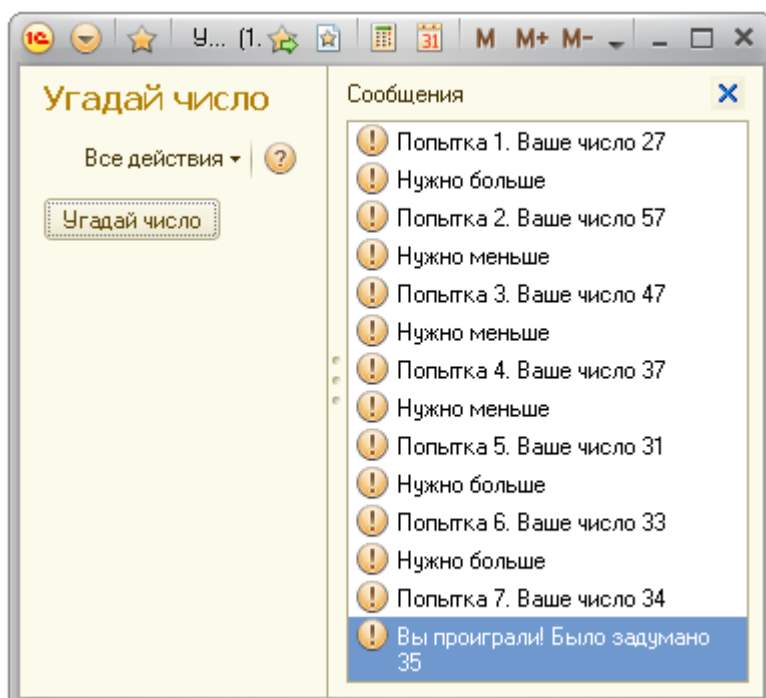 1С У... (1. 31 M M+ M-
Угадай число
Все действия ?
Угадай число
Сообщения
Попытка 1. Ваше число 27
Нужно больше
Попытка 2. Ваше число 57
Нужно меньше
Попытка 3. Ваше число 47
Нужно меньше
Попытка 4. Ваше число 37
Нужно меньше
Попытка 5. Ваше число 31
Нужно больше
Попытка 6. Ваше число 33
Нужно больше
Попытка 7. Ваше число 34
Вы проиграли! Было задумано
35